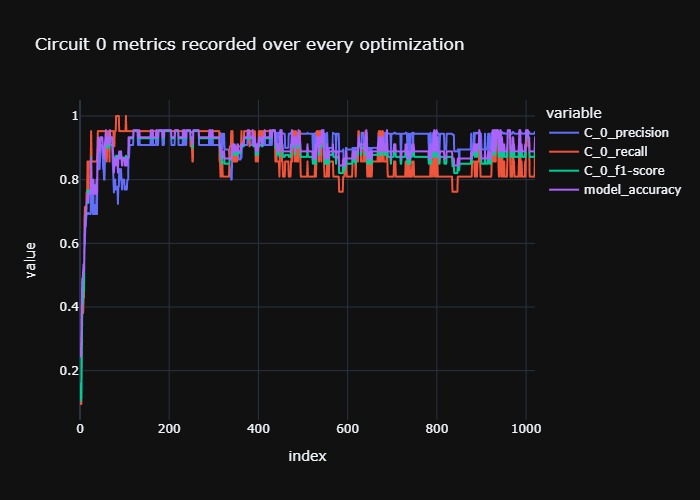 Circuit 0 metrics recorded over every optimization
variable
C_0_precision
C_0_recall
C_0_f1-score
model_accuracy
value
1
0.8
0.6
0.4
0.2
0 200 400 600 800 1000
index